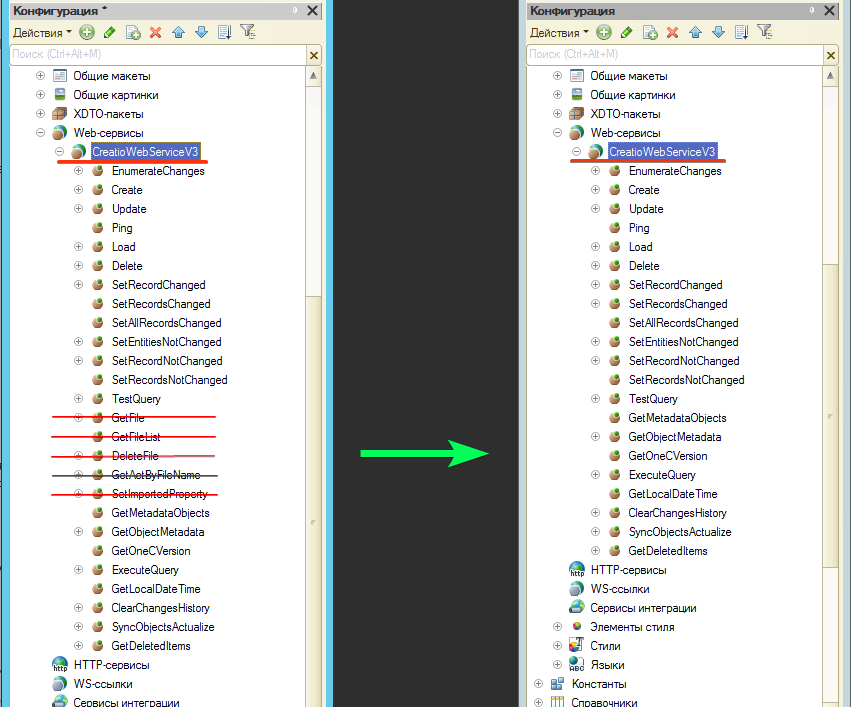 Конфигурация *
Действия
Поиск (Ctrl+Alt+M)
Общие макеты
Общие картинки
XDTO-пакеты
Web-сервисы
CreatioWebServiceV3
EnumerateChanges
Create
Update
Ping
Load
Delete
SetRecordChanged
SetRecordsChanged
SetAllRecordsChanged
SetEntitiesNotChanged
SetRecordNotChanged
SetRecordsNotChanged
TestQuery
GetFile
GetFileList
DeleteFile
GetActByFileName
SetImportedProperty
GetMetadataObjects
GetObjectMetadata
GetOneCVersion
ExecuteQuery
GetLocalDateTime
ClearChangesHistory
SyncObjectsActualize
GetDeletedItems
http
HTTP-сервисы
WS-ссылки
Сервисы интеграции
Конфигурация
Действия
Поиск (Ctrl+Alt+M)
Общие макеты
Общие картинки
XDTO-пакеты
Web-сервисы
CreatioWebServiceV3
EnumerateChanges
Create
Update
Ping
Load
Delete
SetRecordChanged
SetRecordsChanged
SetAllRecordsChanged
SetEntitiesNotChanged
SetRecordNotChanged
SetRecordsNotChanged
TestQuery
GetMetadataObjects
GetObjectMetadata
GetOneCVersion
ExecuteQuery
GetLocalDateTime
ClearChangesHistory
SyncObjectsActualize
GetDeletedItems
http
HTTP-сервисы
WS-ссылки
Сервисы интеграции
Элементы стиля
Стили
ABC
Языки
Константы
Справочники